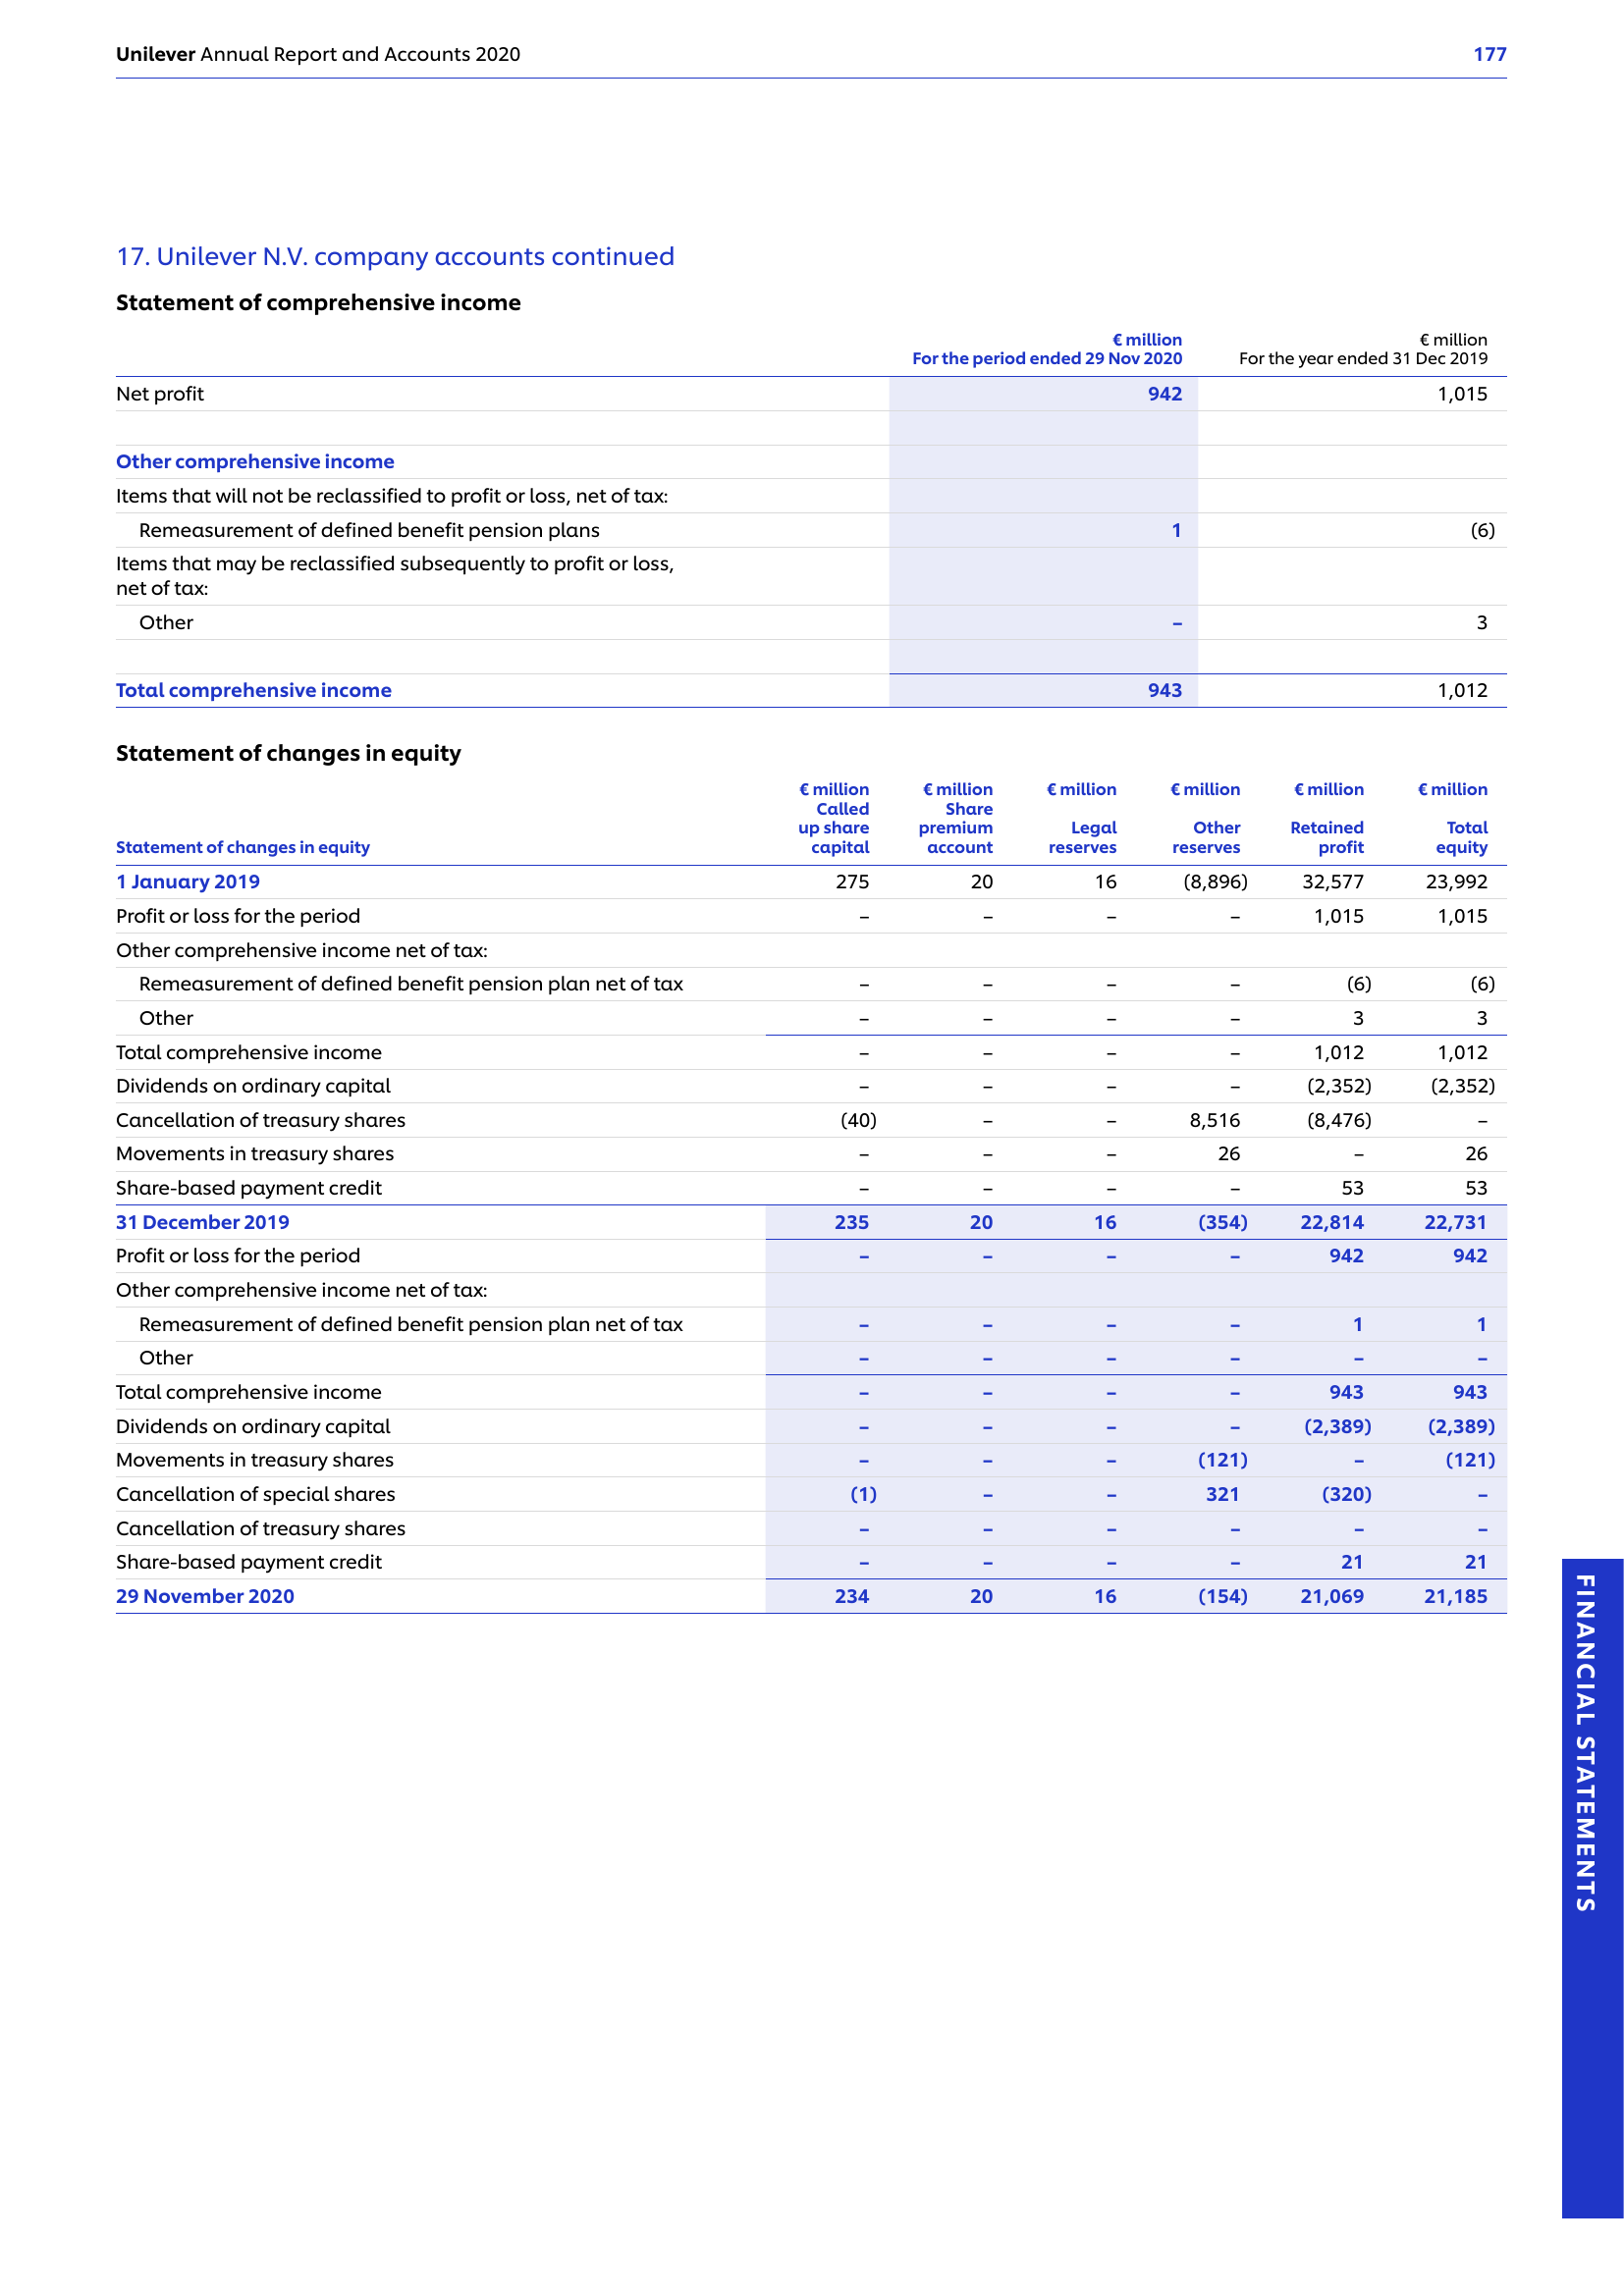 Unilever Annual Report and Accounts 2020 177
17. Unilever N.V. company accounts continued
Statement of comprehensive income
€ million € million
For the period ended 29 Nov 2020 For the year ended 31 Dec 2019
Net profit 942 1,015
Other comprehensive income
Items that will not be reclassified to profit or loss, net of tax:
Remeasurement of defined benefit pension plans 1 (6)
Items that may be reclassified subsequently to profit or loss,
net of tax:
Other – 3
Total comprehensive income 943 1,012
Statement of changes in equity
€ million € million € million € million € million € million
Called Share
up share premium Legal Other Retained Total
Statement of changes in equity capital account reserves reserves profit equity
1 January 2019 275 20 16 (8,896) 32,577 23,992
Profit or loss for the period – – – – 1,015 1,015
Other comprehensive income net of tax:
Remeasurement of defined benefit pension plan net of tax – – – – (6) (6)
Other – – – – 3 3
Total comprehensive income – – – – 1,012 1,012
Dividends on ordinary capital – – – – (2,352) (2,352)
Cancellation of treasury shares (40) – – 8,516 (8,476) –
Movements in treasury shares – – – 26 – 26
Share-based payment credit – – – – 53 53
31 December 2019 235 20 16 (354) 22,814 22,731
Profit or loss for the period – – – – 942 942
Other comprehensive income net of tax:
Remeasurement of defined benefit pension plan net of tax – – – – 1 1
Other – – – – – –
Total comprehensive income – – – – 943 943
Dividends on ordinary capital – – – – (2,389) (2,389)
Movements in treasury shares – – – (121) – (121)
Cancellation of special shares (1) – – 321 (320) –
Cancellation of treasury shares – – – – – –
Share-based payment credit – – – – 21 21
29 November 2020 234 20 16 (154) 21,069 21,185
FINANCIAL STATEMENTS